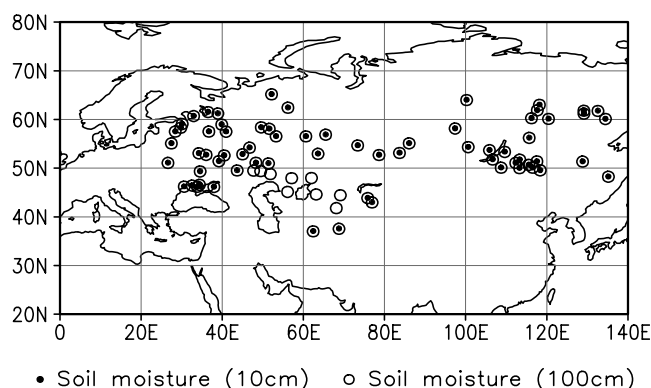 80N
70N
60N
50N
40N
30N
20N
0 20E 40E 60E 80E 100E 120E 140E
• Soil moisture (10cm) ○ Soil moisture (100cm)